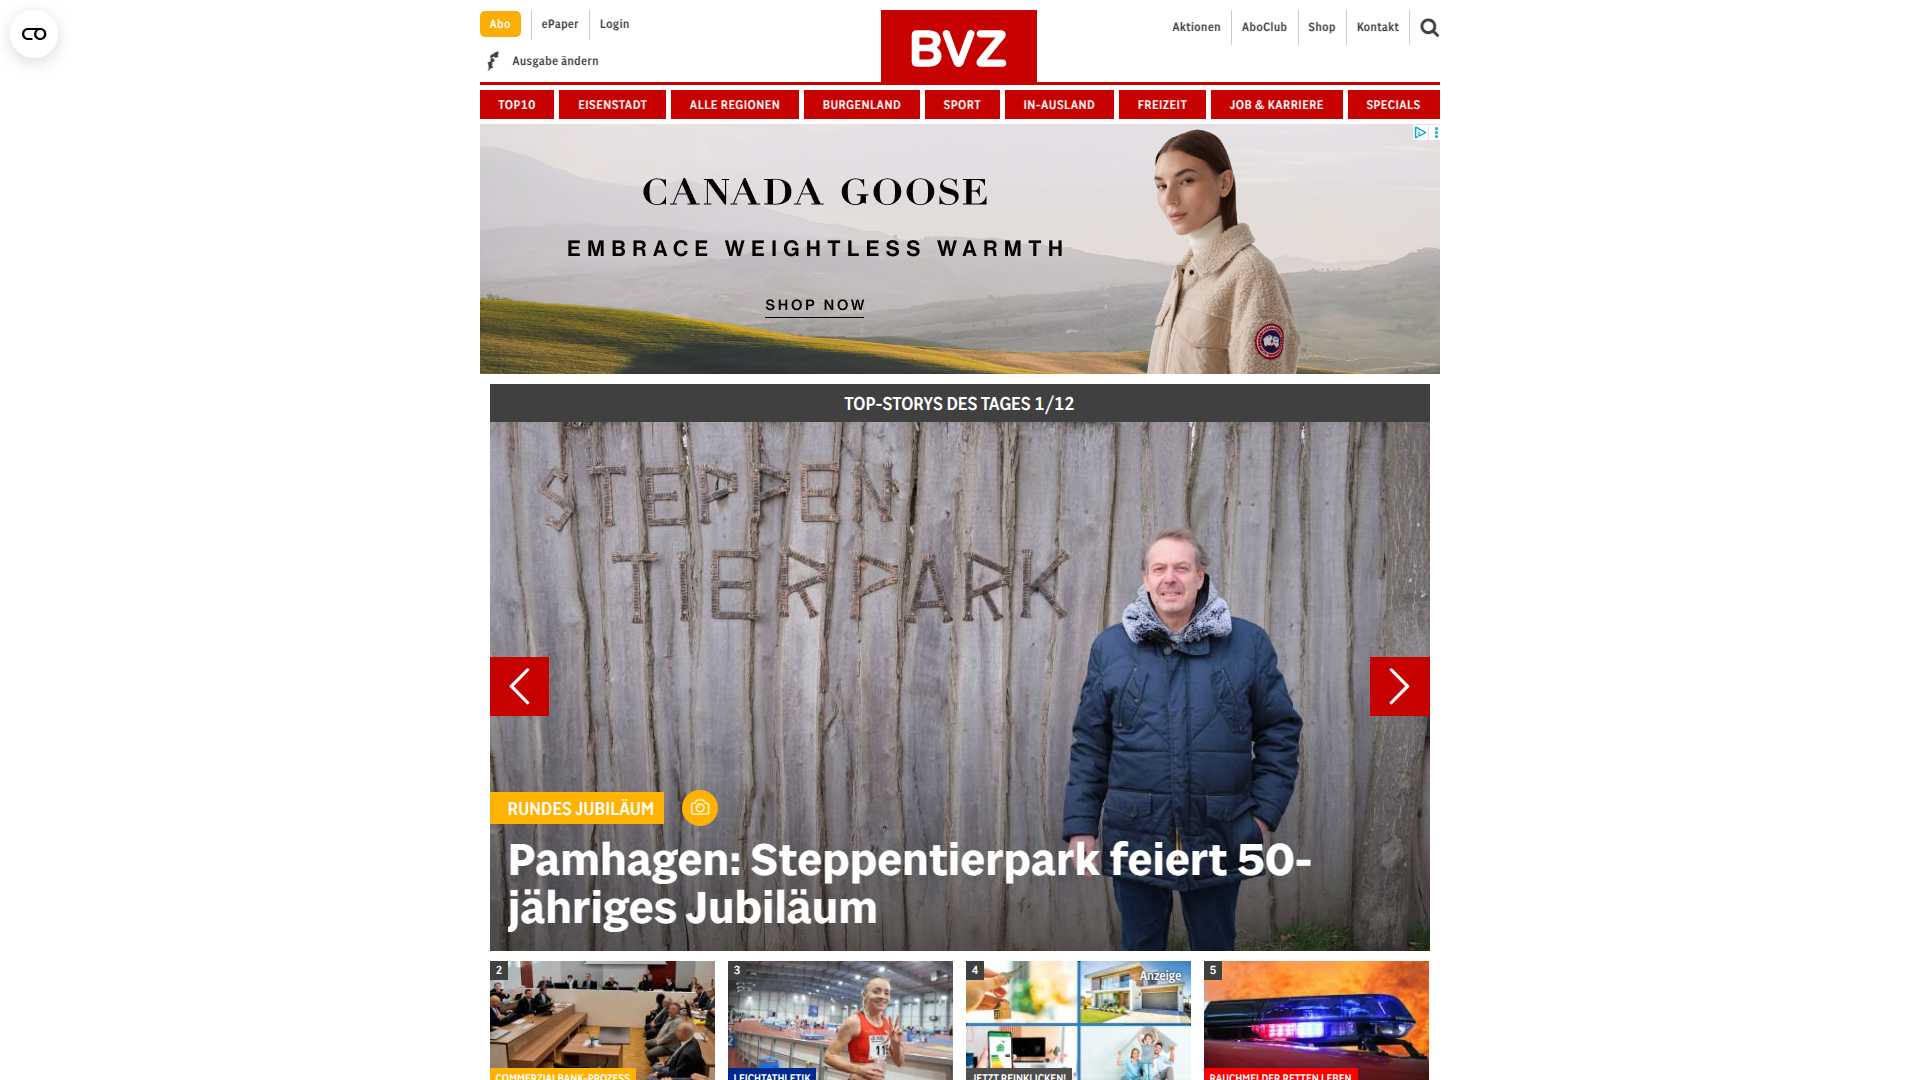 Abo
ePaper
Login
Ausgabe ändern
BVZ
Aktionen
AboClub
Shop
Kontakt
TOP10
EISENSTADT
ALLE REGIONEN
BURGENLAND
SPORT
IN-AUSLAND
FREIZEIT
JOB & KARRIERE
SPECIALS
CANADA GOOSE
EMBRACE WEIGHTLESS WARMTH
SHOP NOW
TOP-STORYS DES TAGES 1/12
STEPPEN
TIERPARK
RUNDES JUBILÄUM
Pamhagen: Steppentierpark feiert 50-
jähriges Jubiläum
2
3
4
Anzeige
5
COMMERZIALBANK-PROZESS
LEICHTATHLETIK
JETZT REINKLICKEN!
RAUCHMELDER RETTEN LEBEN